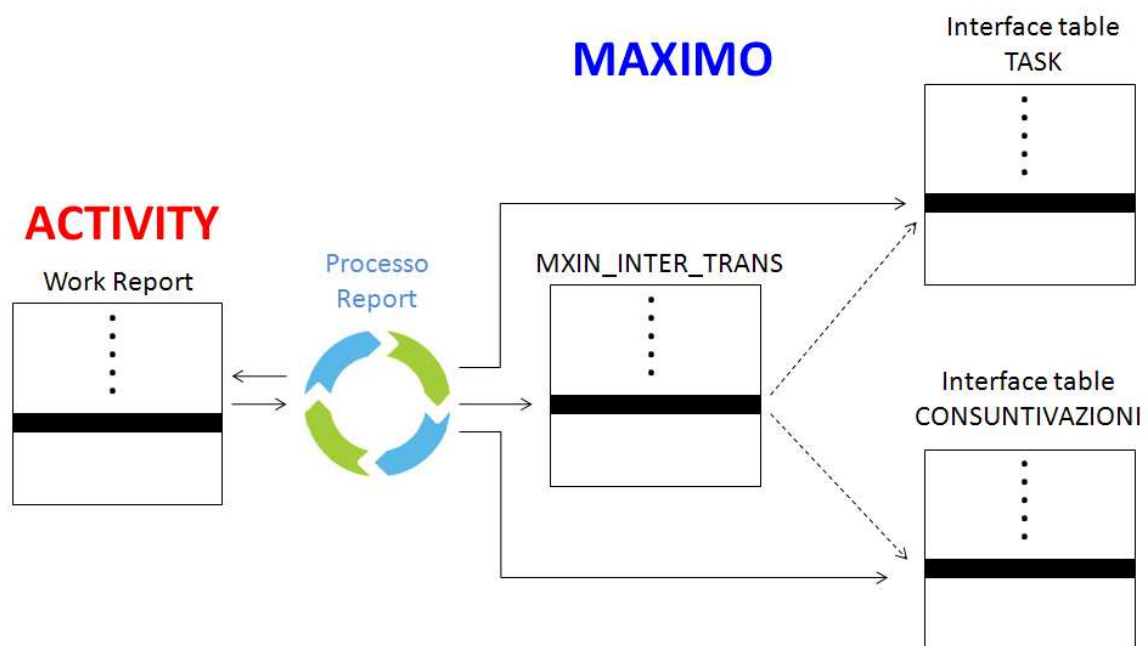 Interface table
TASK
MAXIMO
ACTIVITY
Work Report
Processo
Report
MXIN_INTER_TRANS
Interface table
CONSUNTIVAZIONI